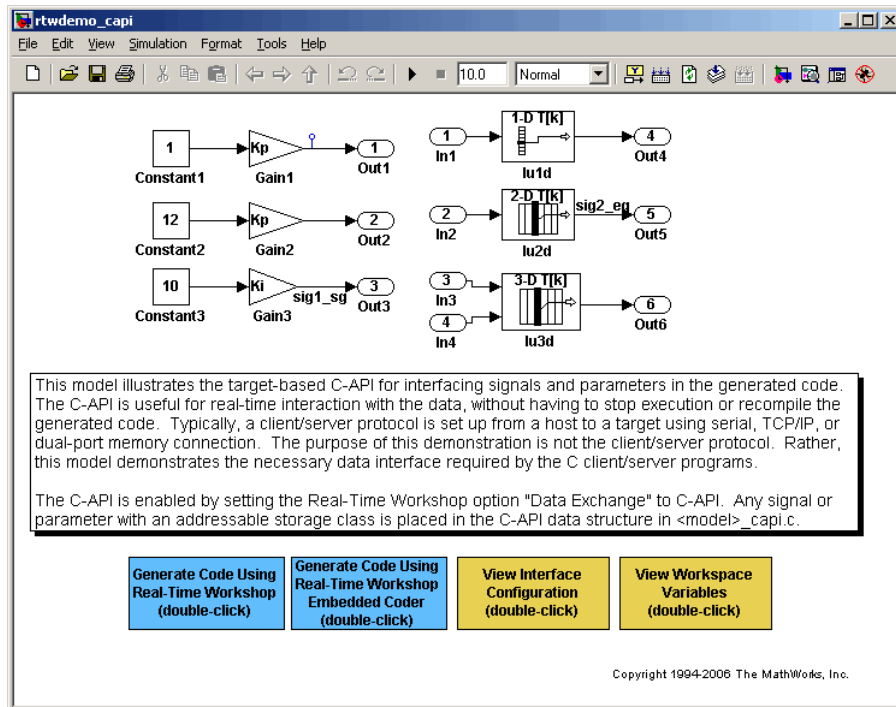 rtwdemo_capi
File Edit View Simulation Format Tools Help
10.0 Normal
1 Kp 1
Constant1 Gain1 Out1
1 1-D T[k] 4
In1 lu1d Out4
12 Kp 2
Constant2 Gain2 Out2
2 2-D T[k] sig2_eg 5
In2 lu2d Out5
10 Ki sig1_sg 3
Constant3 Gain3 Out3
3 3-D T[k] 6
In3 Out6
4
In4 lu3d
This model illustrates the target-based C-API for interfacing signals and parameters in the generated code.
The C-API is useful for real-time interaction with the data, without having to stop execution or recompile the
generated code. Typically, a client/server protocol is set up from a host to a target using serial, TCP/IP, or
dual-port memory connection. The purpose of this demonstration is not the client/server protocol. Rather,
this model demonstrates the necessary data interface required by the C client/server programs.
The C-API is enabled by setting the Real-Time Workshop option "Data Exchange" to C-API. Any signal or
parameter with an addressable storage class is placed in the C-API data structure in <model>_capi.c.
Generate Code Using
Real-Time Workshop
(double-click)
Generate Code Using
Real-Time Workshop
Embedded Coder
(double-click)
View Interface
Configuration
(double-click)
View Workspace
Variables
(double-click)
Copyright 1994-2006 The MathWorks, Inc.